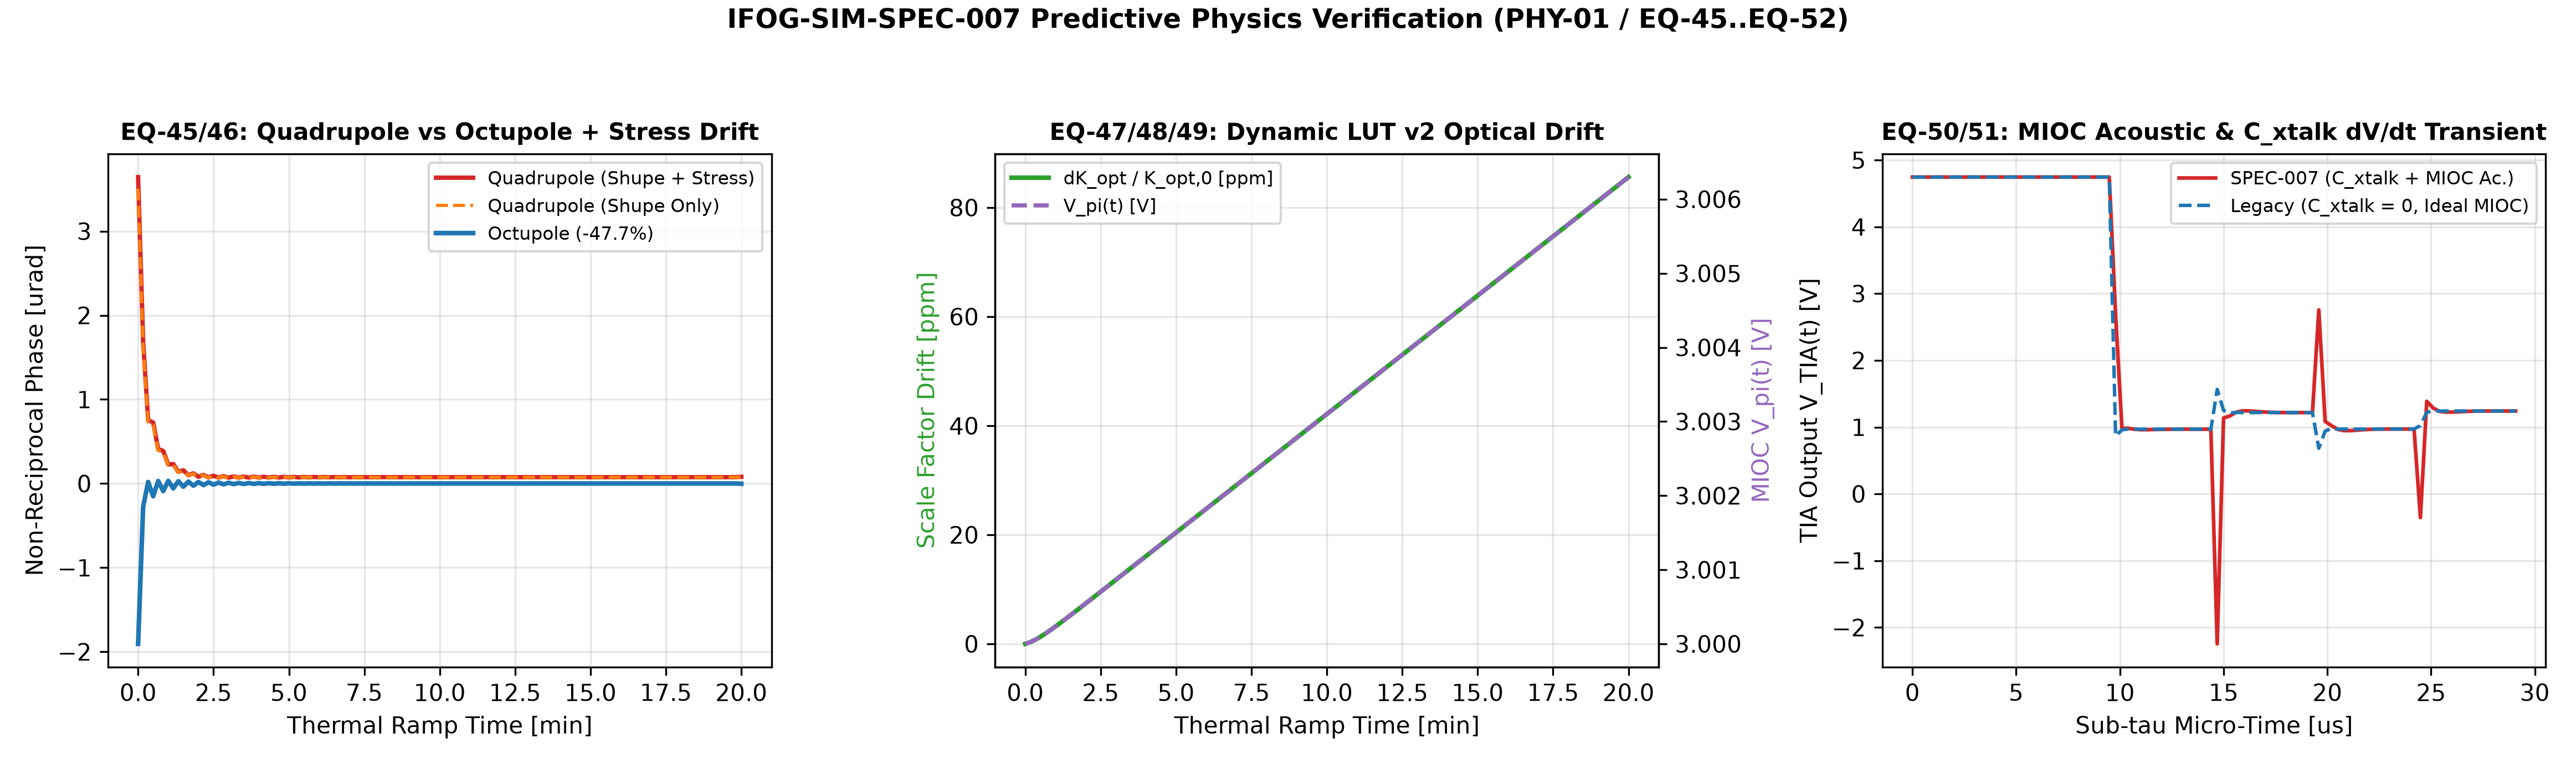 IFOG-SIM-SPEC-007 Predictive Physics Verification (PHY-01 / EQ-45..EQ-52)
EQ-45/46: Quadrupole vs Octupole + Stress Drift
Quadrupole (Shupe + Stress)
Quadrupole (Shupe Only)
Octupole (-47.7%)
Non-Reciprocal Phase [urad]
3
2
1
0
−1
−2
0.0 2.5 5.0 7.5 10.0 12.5 15.0 17.5 20.0
Thermal Ramp Time [min]
EQ-47/48/49: Dynamic LUT v2 Optical Drift
dK_opt / K_opt,0 [ppm]
V_pi(t) [V]
Scale Factor Drift [ppm]
80
60
40
20
0
0.0 2.5 5.0 7.5 10.0 12.5 15.0 17.5 20.0
Thermal Ramp Time [min]
3.006
3.005
3.004
3.003
3.002
3.001
3.000
MIOC V_pi(t) [V]
EQ-50/51: MIOC Acoustic & C_xtalk dV/dt Transient
SPEC-007 (C_xtalk + MIOC Ac.)
Legacy (C_xtalk = 0, Ideal MIOC)
TIA Output V_TIA(t) [V]
5
4
3
2
1
0
−1
−2
0 5 10 15 20 25 30
Sub-tau Micro-Time [us]